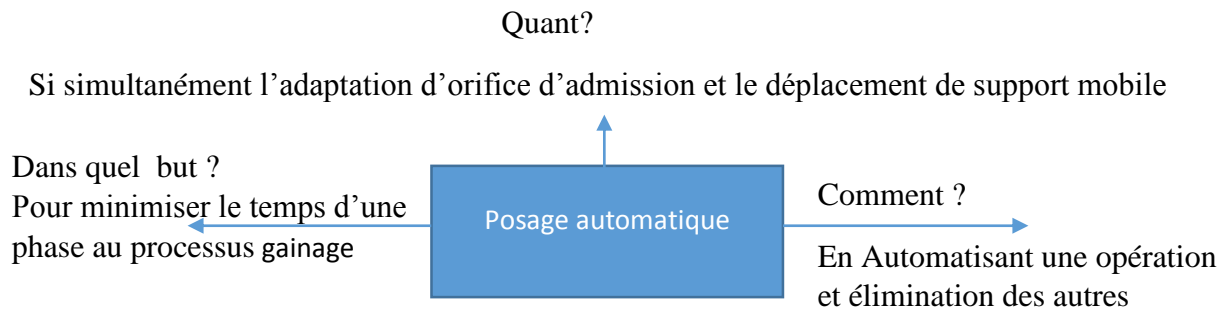 Quant?
Si simultanément l’adaptation d’orifice d’admission et le déplacement de support mobile
Dans quel but ?
Pour minimiser le temps d’une
phase au processus gainage
Posage automatique
Comment ?
En Automatisant une opération
et élimination des autres